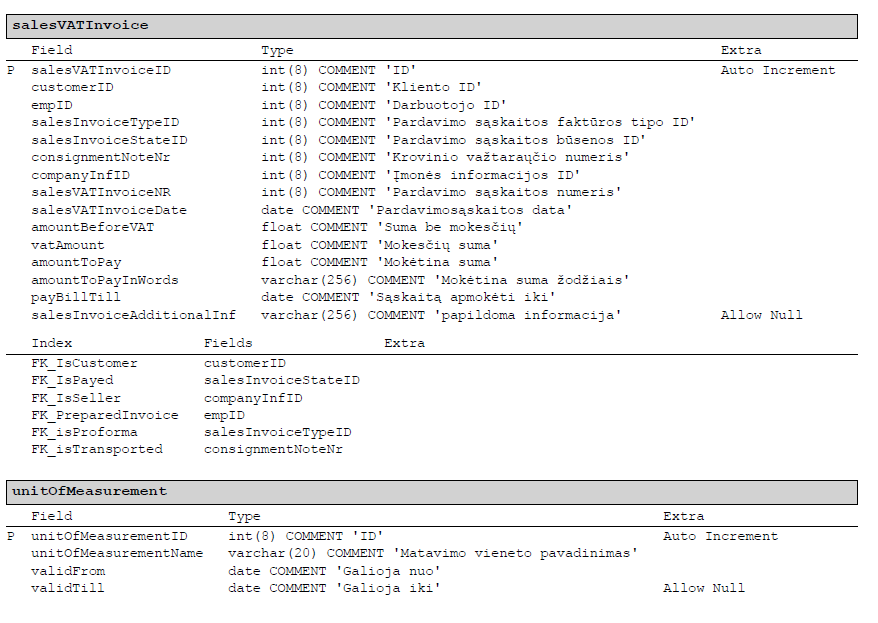 salesVATInvoice
Field Type Extra
P salesVATInvoiceID int(8) COMMENT 'ID' Auto Increment
customerID int(8) COMMENT 'Kliento ID'
empID int(8) COMMENT 'Darbuotojo ID'
salesInvoiceTypeID int(8) COMMENT 'Pardavimo sąskaitos faktūros tipo ID'
salesInvoiceStateID int(8) COMMENT 'Pardavimo sąskaitos būsenos ID'
consignmentNoteNr int(8) COMMENT 'Krovinio važtaraųčio numeris'
companyInfID int(8) COMMENT 'Įmonės informacijos ID'
salesVATInvoiceNR int(8) COMMENT 'Pardavimo sąskaitos numeris'
salesVATInvoiceDate date COMMENT 'Pardavimosąskaitos data'
amountBeforeVAT float COMMENT 'Suma be mokesčių'
vatAmount float COMMENT 'Mokesčių suma'
amountToPay float COMMENT 'Mokėtina suma'
amountToPayInWords varchar(256) COMMENT 'Mokėtina suma žodžiais'
payBillTill date COMMENT 'Sąskaitą apmokėti iki'
salesInvoiceAdditionalInf varchar(256) COMMENT 'papildoma informacija' Allow Null
Index Fields Extra
FK_IsCustomer customerID
FK_IsPayed salesInvoiceStateID
FK_IsSeller companyInfID
FK_PreparedInvoice empID
FK_isProforma salesInvoiceTypeID
FK_isTransported consignmentNoteNr
unitOfMeasurement
Field Type Extra
P unitOfMeasurementID int(8) COMMENT 'ID' Auto Increment
unitOfMeasurementName varchar(20) COMMENT 'Matavimo vieneto pavadinimas'
validFrom date COMMENT 'Galioja nuo'
validTill date COMMENT 'Galioja iki' Allow Null